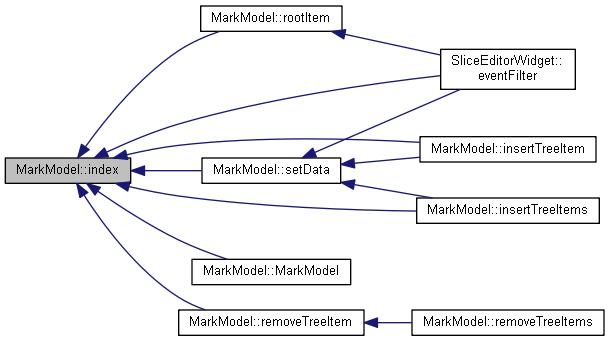 MarkModel::rootItem
SliceEditorWidget::
eventFilter
MarkModel::insertTreeItem
MarkModel::index
MarkModel::setData
MarkModel::insertTreeItems
MarkModel::MarkModel
MarkModel::removeTreeItem
MarkModel::removeTreeItems